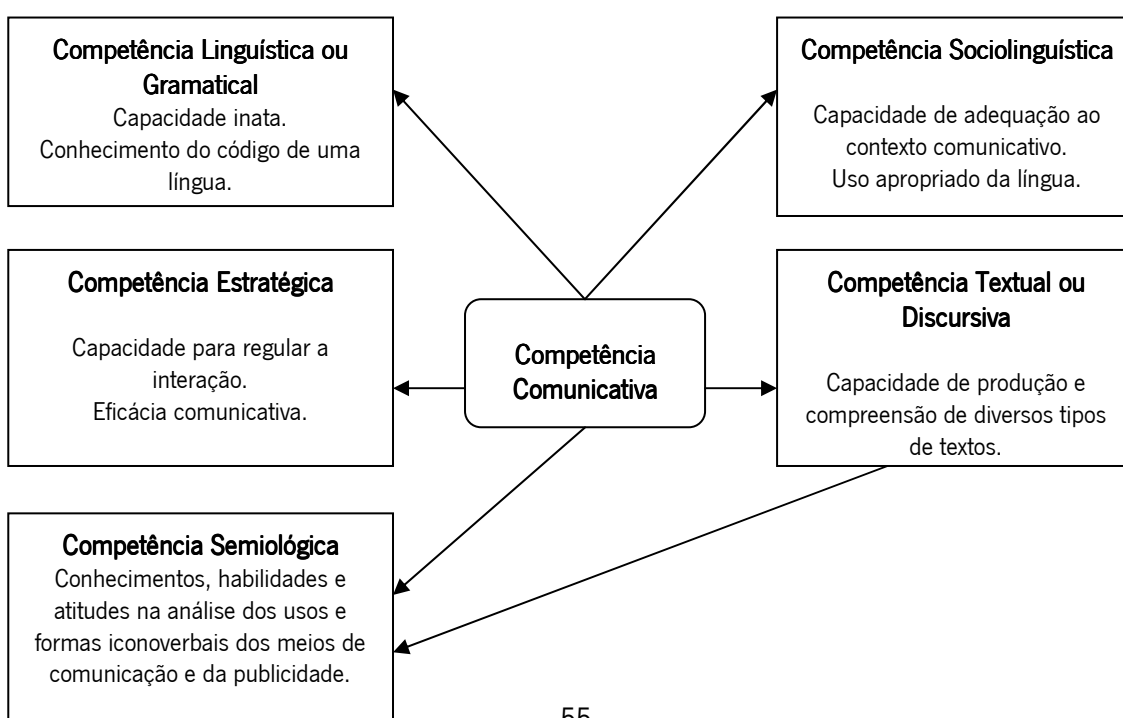 Competência Linguística ou
Gramatical
Capacidade inata.
Conhecimento do código de uma
língua.
Competência Sociolinguística
Capacidade de adequação ao
contexto comunicativo.
Uso apropriado da língua.
Competência Estratégica
Capacidade para regular a
interação.
Eficácia comunicativa.
Competência
Comunicativa
Competência Textual ou
Discursiva
Capacidade de produção e
compreensão de diversos tipos
de textos.
Competência Semiológica
Conhecimentos, habilidades e
atitudes na análise dos usos e
formas iconoverbais dos meios de
comunicação e da publicidade.
55